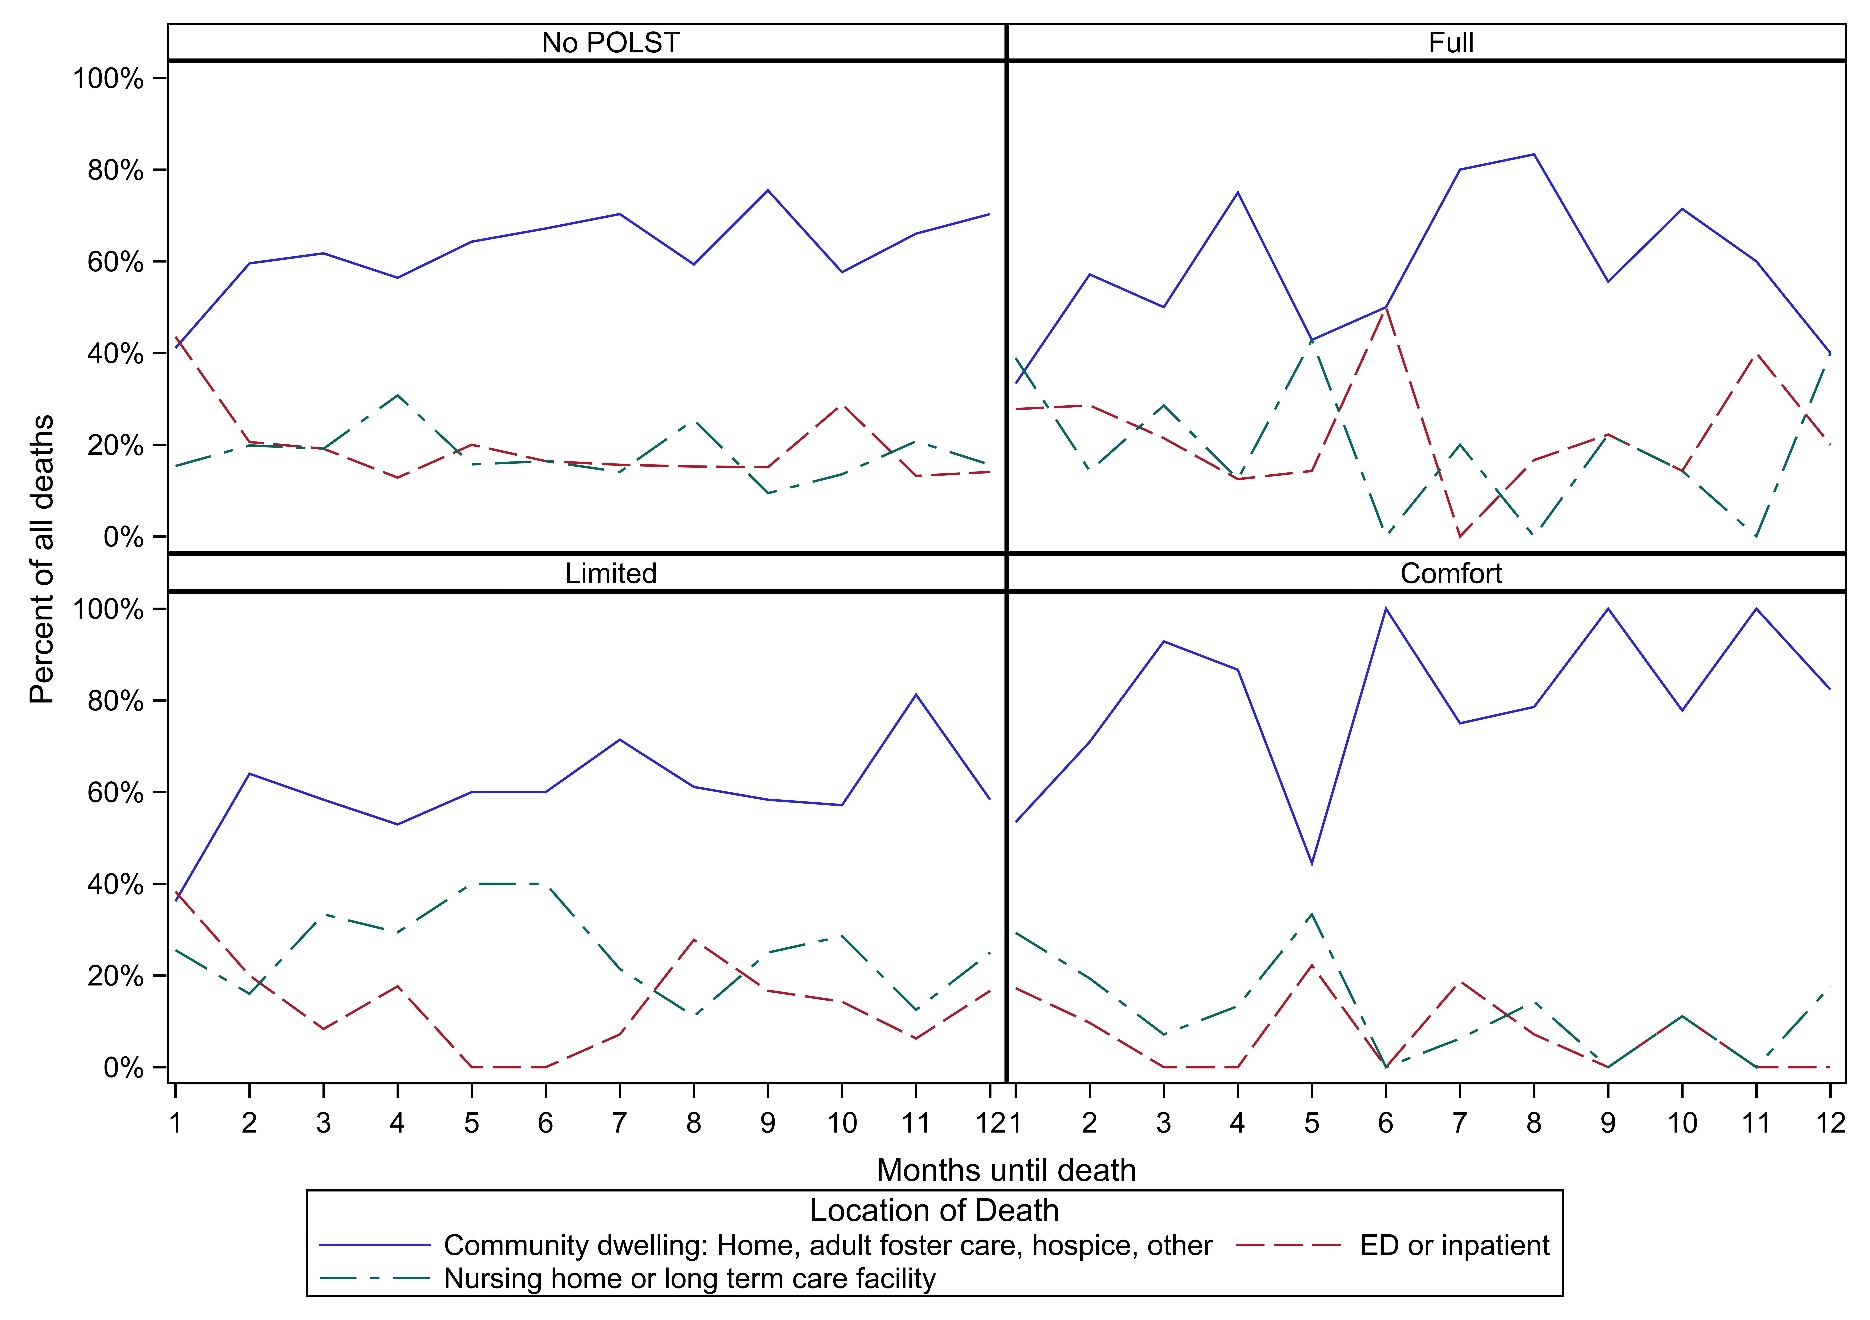 No POLST
Full
100%
80%
60%
40%
20%
0%
Limited
Comfort
100%
80%
60%
40%
20%
0%
Percent of all deaths
1 2 3 4 5 6 7 8 9 10 11 12 1 2 3 4 5 6 7 8 9 10 11 12
Months until death
Location of Death
Community dwelling: Home, adult foster care, hospice, other ED or inpatient
Nursing home or long term care facility